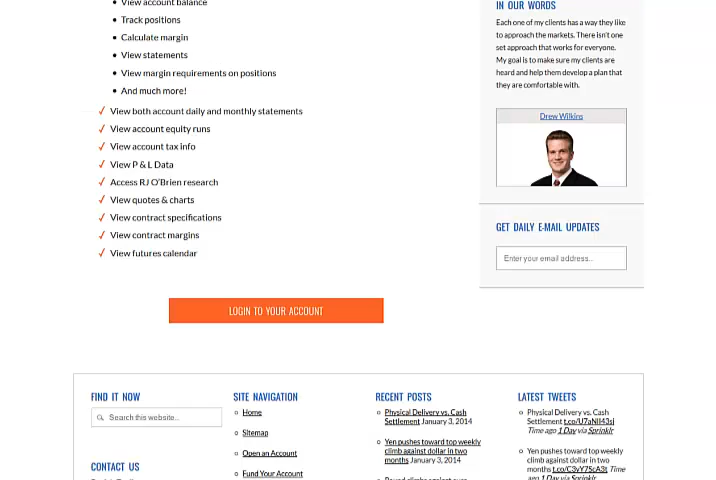 View account balance
Track positions
Calculate margin
View statements
View margin requirements on positions
And much more!
View both account daily and monthly statements
View account equity runs
View account tax info
View P & L Data
Access RJ O'Brien research
View quotes & charts
View contract specifications
View contract margins
View futures calendar
LOGIN TO YOUR ACCOUNT
IN OUR WORDS
Each one of my clients has a way they like
to approach the markets. There isn't one
set approach that works for everyone.
My goal is to make sure my clients are
heard and help them develop a plan that
they are comfortable with.
Drew Wilkins
GET DAILY E-MAIL UPDATES
Enter your email address...
FIND IT NOW
Search this website...
CONTACT US
SITE NAVIGATION
Home
Sitemap
Open an Account
Fund Your Account
RECENT POSTS
Physical Delivery vs. Cash
Settlement January 3, 2014
Yen pushes toward top weekly
climb against dollar in two
months January 3, 2014
LATEST TWEETS
Physical Delivery vs. Cash
Settlement
Time ago 1 Day via Sprinklr
Yen pushes toward top weekly
climb against dollar in two
months t.co/C3vY7ScA3t Time
ago 1 Day via Sprinklr